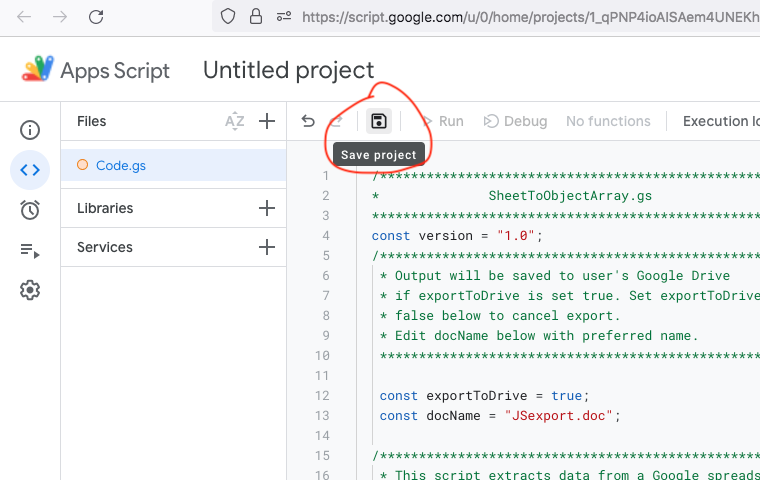 https://script.google.com/u/0/home/projects/1_qPNP4ioAISAem4UNEKh
Apps Script
Untitled project
Files
AZ
Run
Debug
No functions
Execution lo
Save project
Code.gs
Libraries
Services
1 /*************************************************
2 * SheetToObjectArray.gs
3 **************************************************
4 const version = "1.0";
5 /*************************************************
6 * Output will be saved to user's Google Drive
7 * if exportToDrive is set true. Set exportToDrive
8 * false below to cancel export.
9 * Edit docName below with preferred name.
10 *************************************************
11
12 const exportToDrive = true;
13 const docName = "JSexport.doc";
14
15 /*************************************************
16 * This script extracts data from a Google spreads